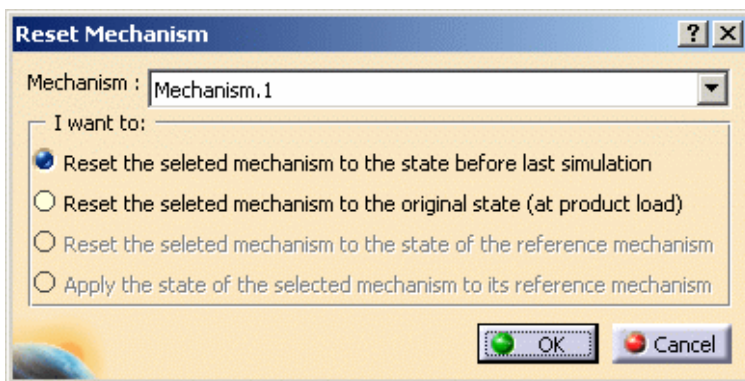 Reset Mechanism
Mechanism : Mechanism.1
I want to:
Reset the seleted mechanism to the state before last simulation
Reset the seleted mechanism to the original state (at product load)
Reset the seleted mechanism to the state of the reference mechanism
Apply the state of the selected mechanism to its reference mechanism
OK Cancel